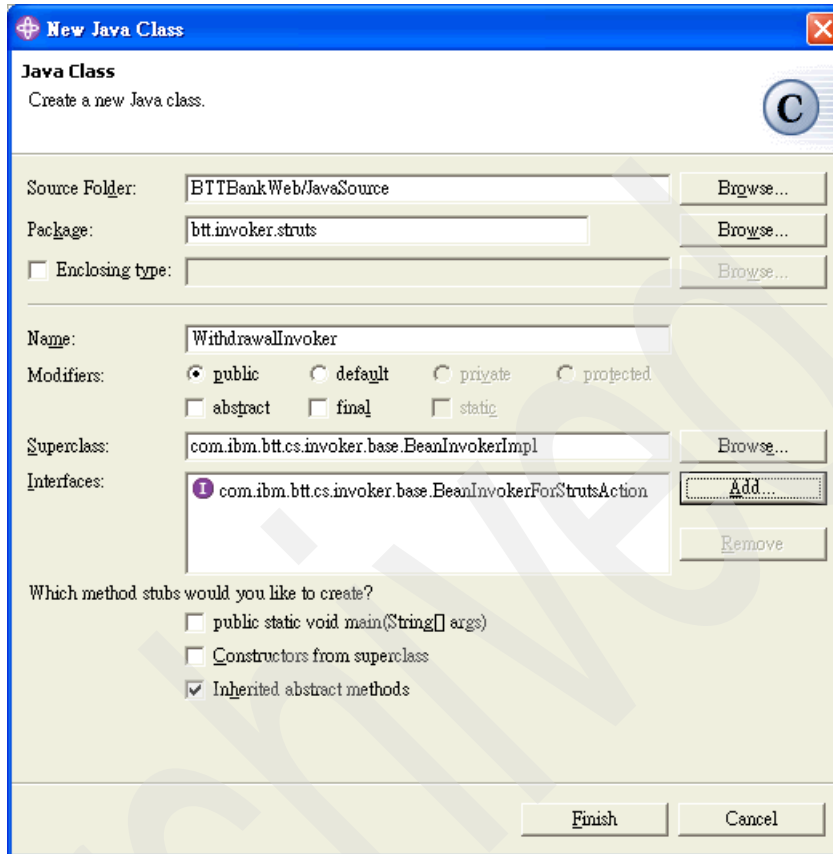 New Java Class
Java Class
Create a new Java class.
C
Source Folder: BTTBankWeb/JavaSource Browse...
Package: btt.invoker.struts Browse...
Enclosing type: Browse...
Name: WithdrawalInvoker
Modifiers: public default private protected
abstract final static
Superclass: com.ibm.btt.cs.invoker.base.BeanInvokerImpl Browse...
Interfaces: I com.ibm.btt.cs.invoker.base.BeanInvokerForStrutsAction Add...
Remove
Which method stubs would you like to create?
public static void main(String[] args)
Constructors from superclass
Inherited abstract methods
Finish Cancel